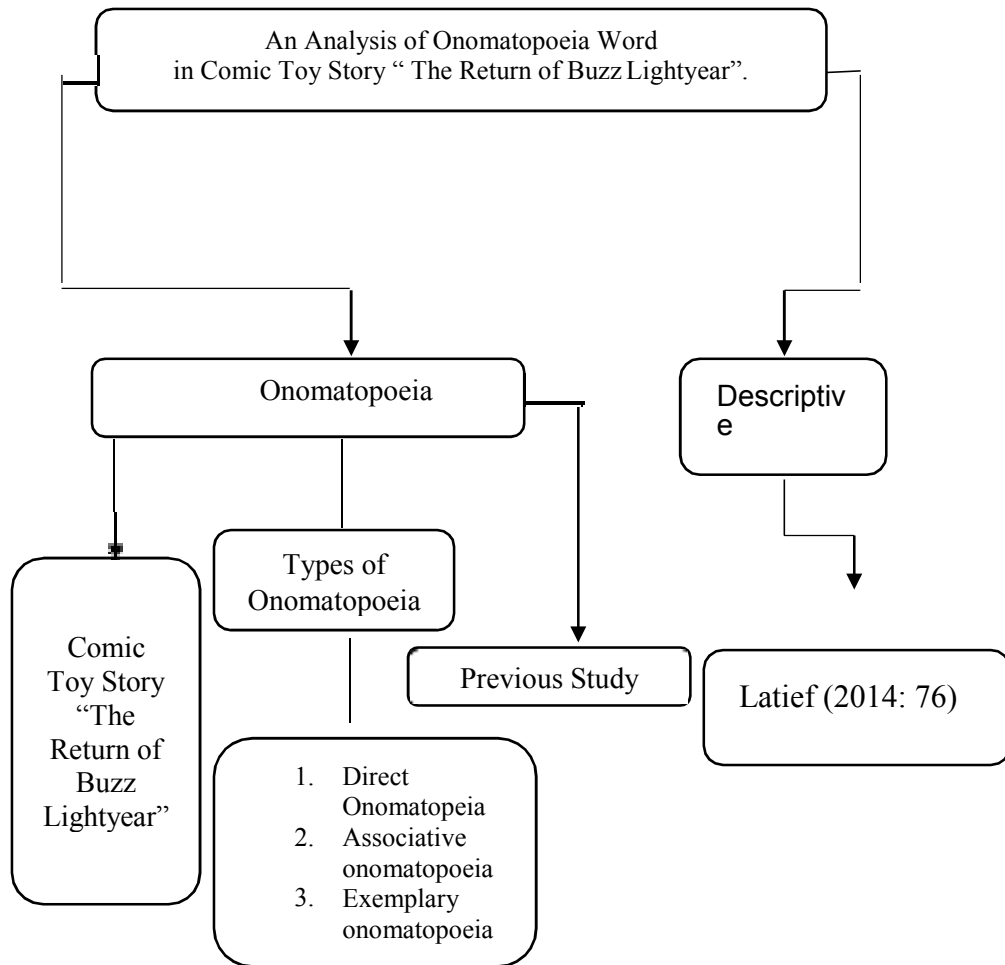 An Analysis of Onomatopoeia Word
in Comic Toy Story “ The Return of Buzz Lightyear”.
Onomatopoeia
Descriptiv
e
Types of
Onomatopoeia
Comic
Toy Story
“The
Return of
Buzz
Lightyear”
Previous Study
Latief (2014: 76)
1. Direct
Onomatopeia
2. Associative
onomatopoeia
3. Exemplary
onomatopoeia